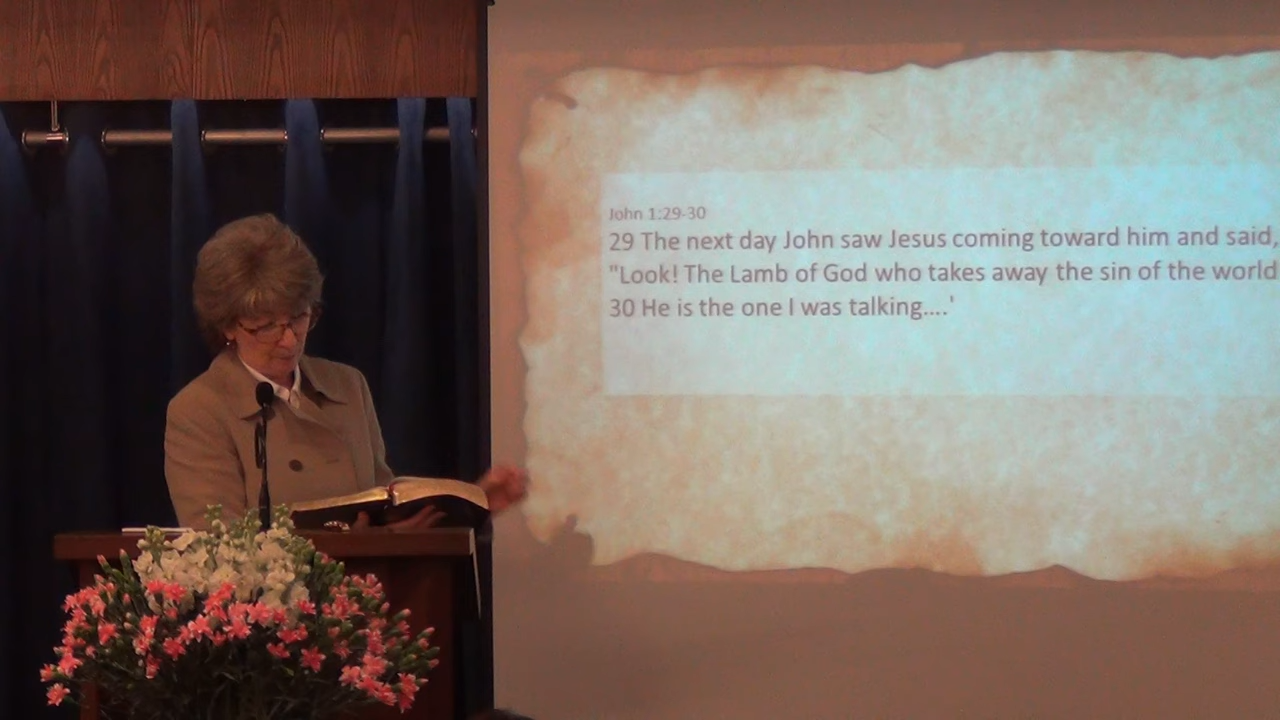 John 1:29-30
29 The next day John saw Jesus coming toward him and said,
"Look! The Lamb of God who takes away the sin of the world
30 He is the one I was talking....'